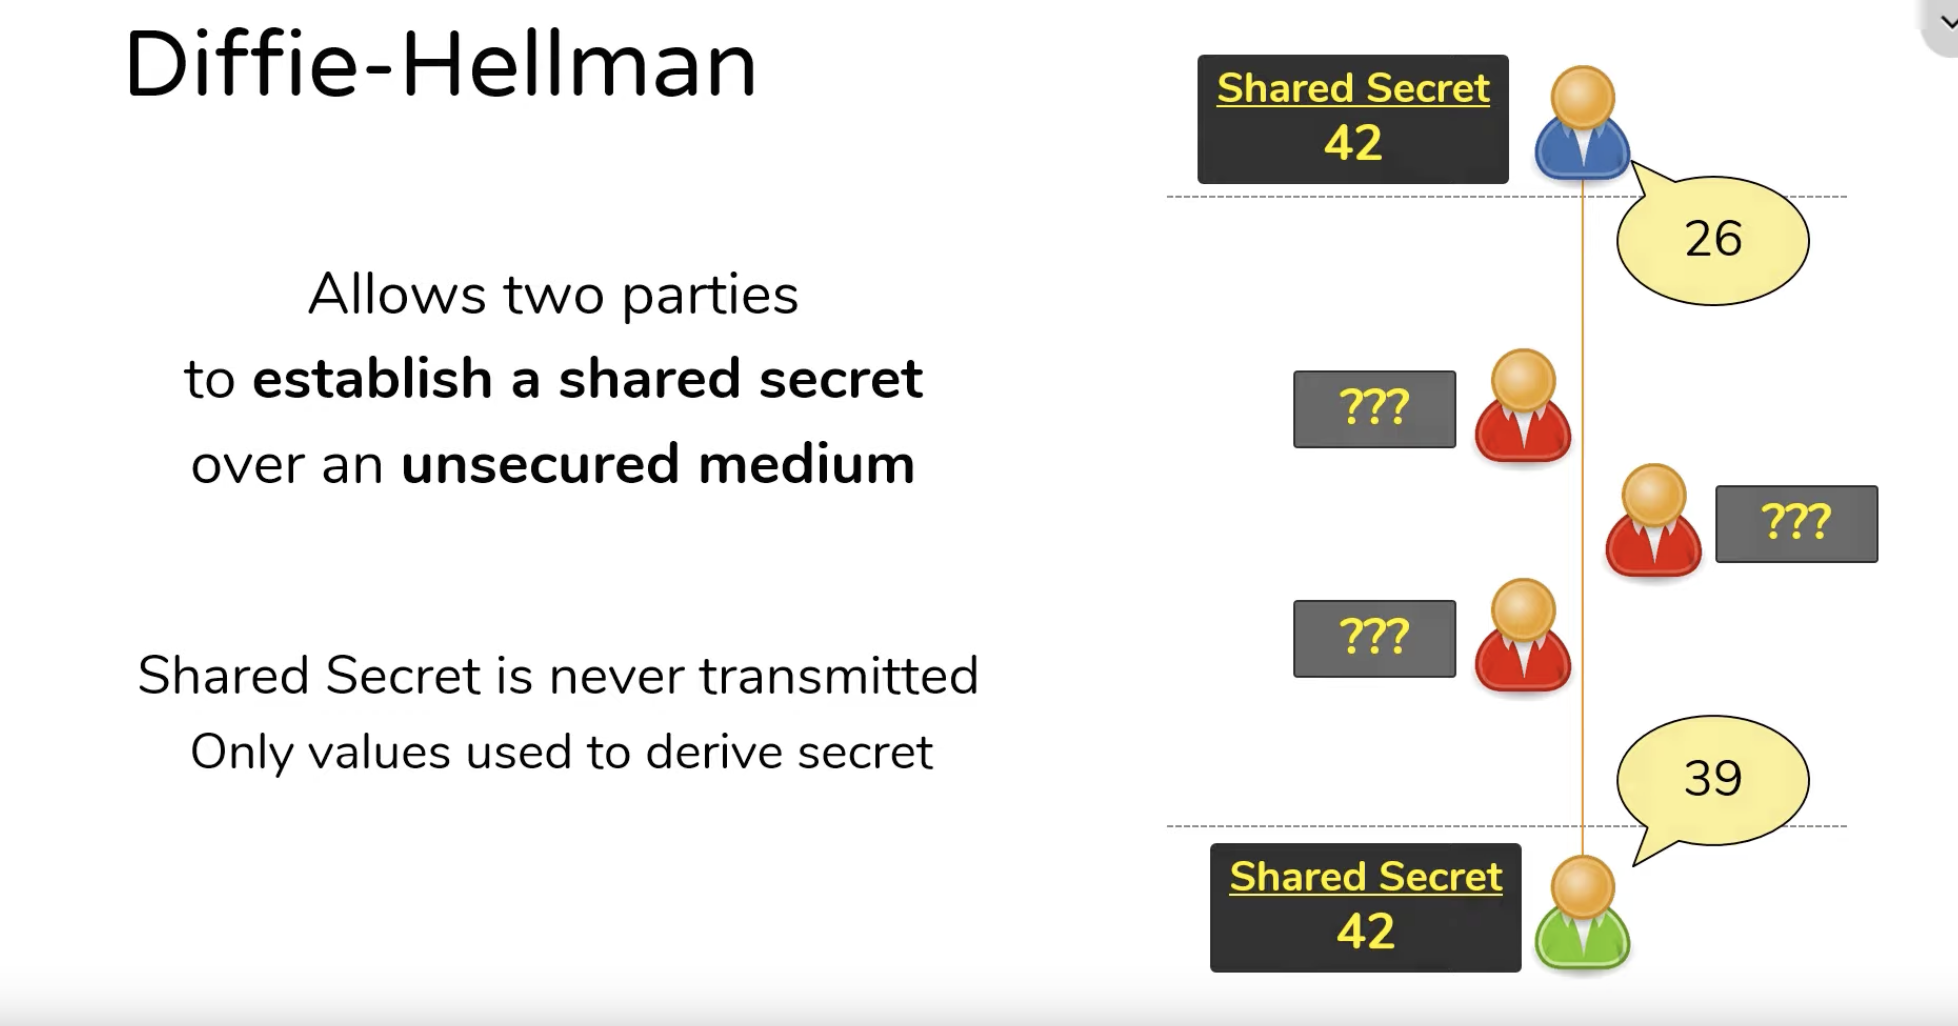 Diffie-Hellman
Allows two parties
to establish a shared secret
over an unsecured medium
Shared Secret is never transmitted
Only values used to derive secret
Shared Secret
42
26
???
???
???
39
Shared Secret
42